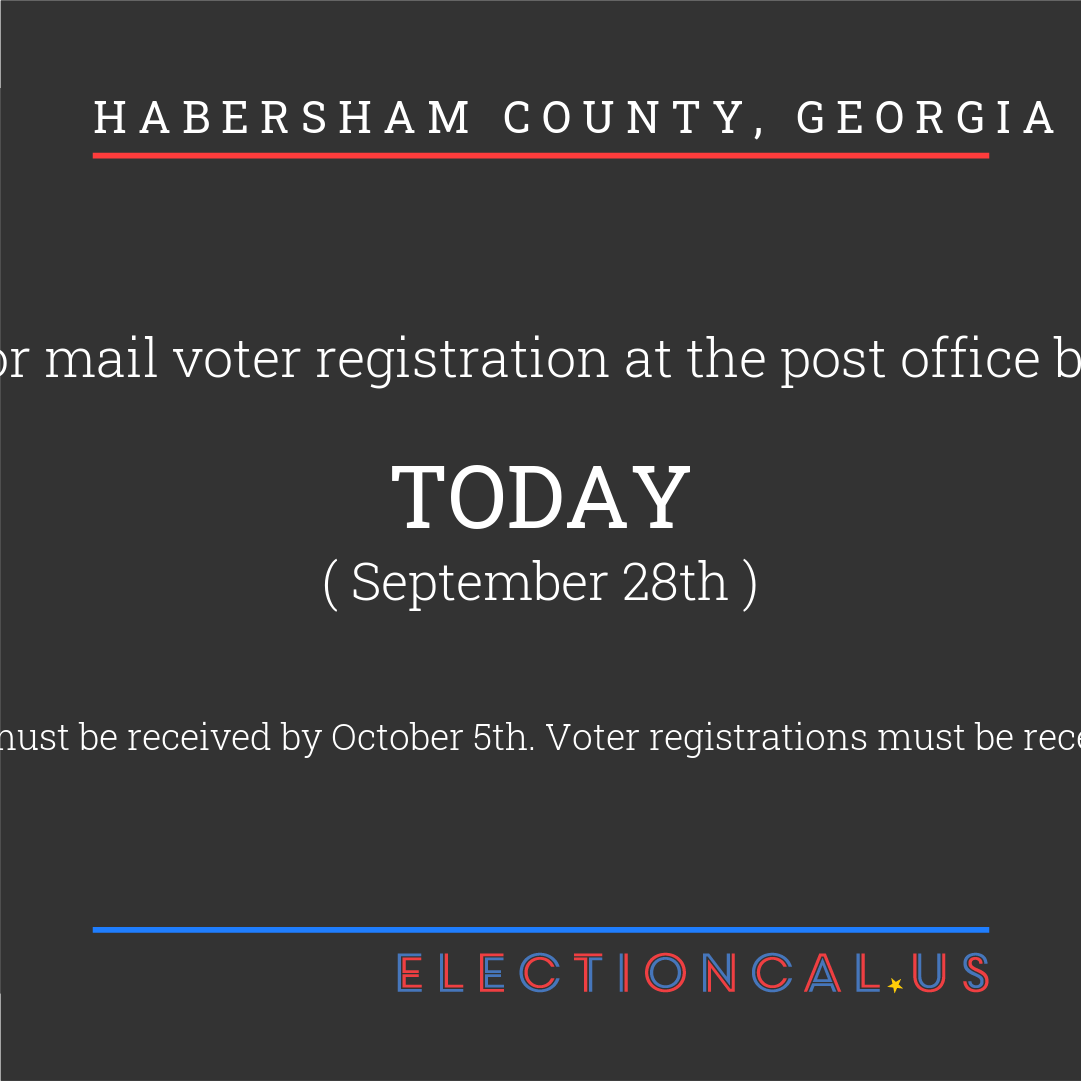 HABERSHAM COUNTY, GEORGIA
or mail voter registration at the post office b
TODAY
( September 28th )
must be received by October 5th. Voter registrations must be rece
ELECTIONCAL.US